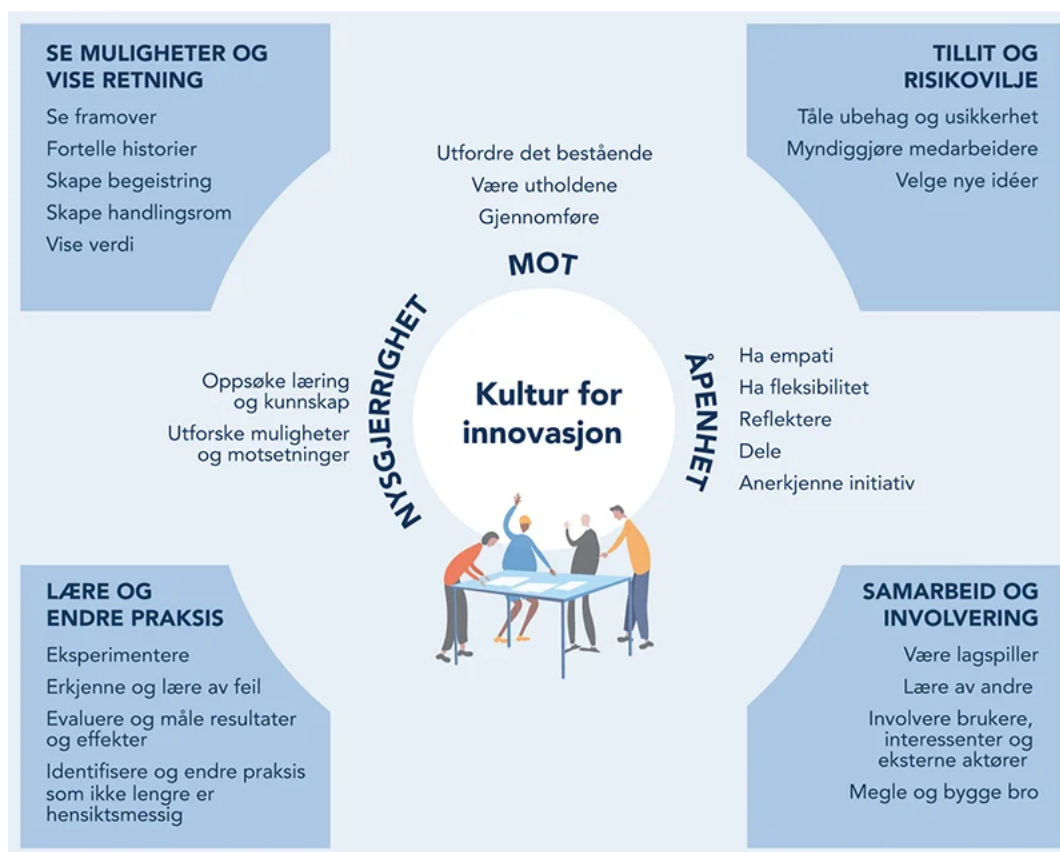 SE MULIGHETER OG
VISE RETNING
Se framover
Fortelle historier
Skape begeistring
Skape handlingsrom
Vise verdi
TILLIT OG
RISIKOVILJE
Tåle ubehag og usikkerhet
Myndiggjøre medarbeidere
Velge nye idéer
Utfordre det bestående
Være utholdene
Gjennomføre
MOT
NYSGJERRIGHET
Oppsøke læring
og kunnskap
Utforske muligheter
og motsetninger
Kultur for
innovasjon
ÅPENHET
Ha empati
Ha fleksibilitet
Reflektere
Dele
Anerkjenne initiativ
LÆRE OG
ENDRE PRAKSIS
Eksperimentere
Erkjenne og lære av feil
Evaluere og måle resultater
og effekter
Identifisere og endre praksis
som ikke lengre er
hensiktsmessig
SAMARBEID OG
INVOLVERING
Være lagspiller
Lære av andre
Involvere brukere,
interessenter og
eksterne aktører
Megle og bygge bro